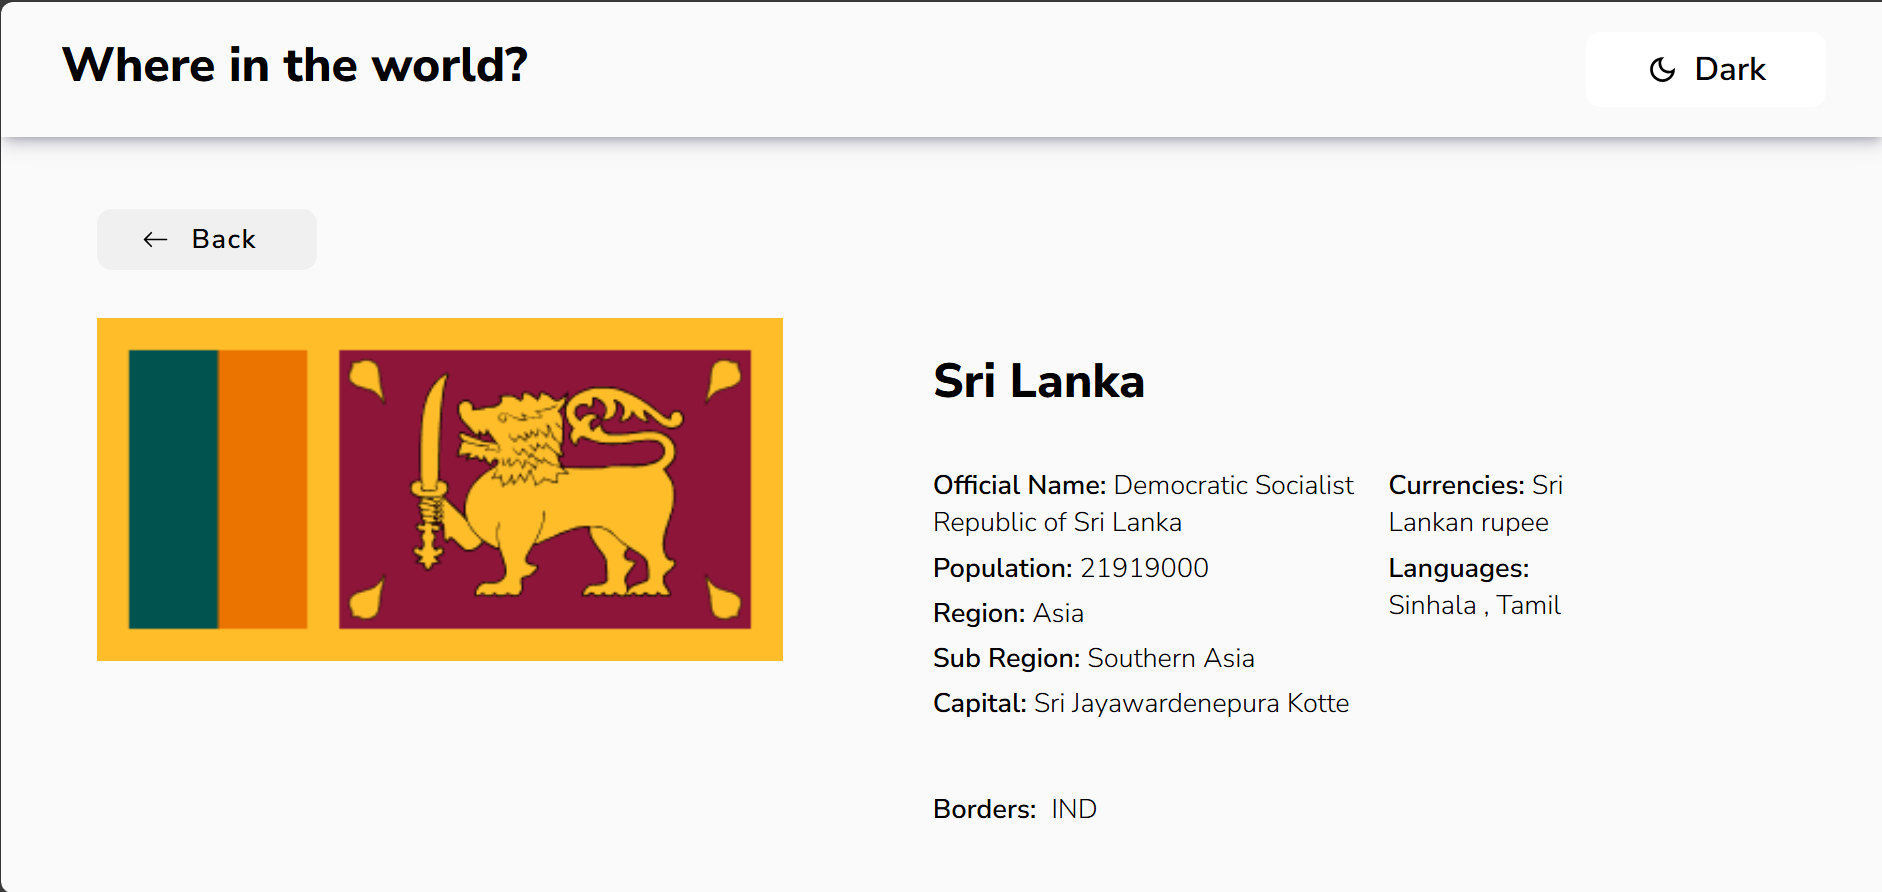 Where in the world?
Dark
Back
Sri Lanka
Official Name: Democratic Socialist
Republic of Sri Lanka
Population: 21919000
Region: Asia
Sub Region: Southern Asia
Capital: Sri Jayawardenepura Kotte
Currencies: Sri
Lankan rupee
Languages:
Sinhala , Tamil
Borders: IND